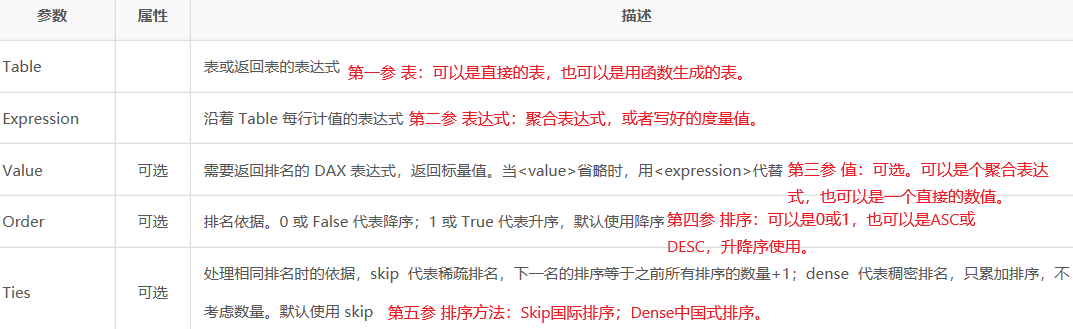 参数 属性 描述
Table 表或返回表的表达式 第一参 表：可以是直接的表，也可以是用函数生成的表。
Expression 沿着 Table 每行计值的表达式 第二参 表达式：聚合表达式，或者写好的度量值。
Value 可选 需要返回排名的 DAX 表达式，返回标量值。当<value>省略时，用<expression>代替 第三参 值：可选。可以是个聚合表达
式，也可以是一个直接的数值。
Order 可选 排名依据。0 或 False 代表降序；1 或 True 代表升序，默认使用降序 第四参 排序：可以是0或1，也可以是ASC或
DESC，升降序使用。
处理相同排名时的依据，skip 代表稀疏排名，下一名的排序等于之前所有排序的数量+1；dense 代表稠密排名，只累加排序，不
Ties 可选
考虑数量。默认使用 skip 第五参 排序方法：Skip国际排序；Dense中国式排序。